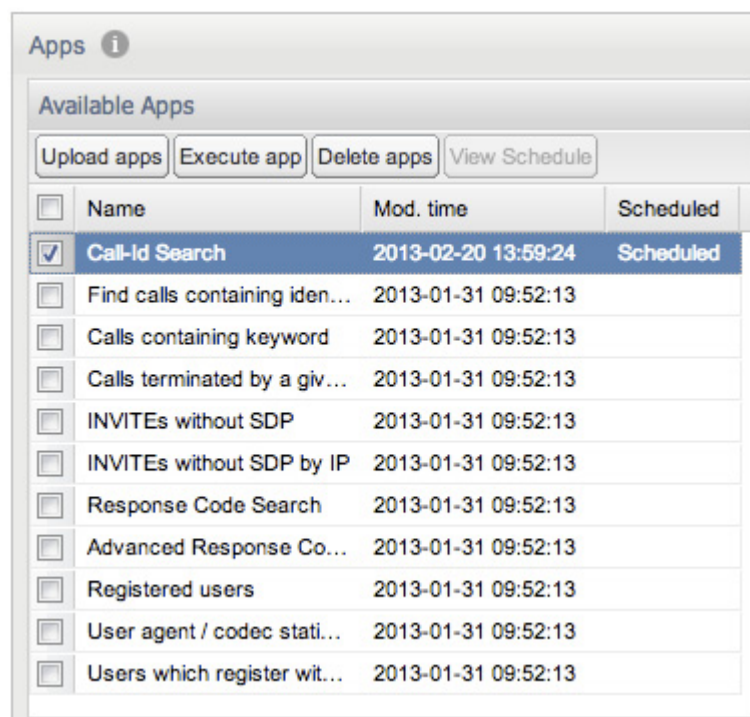 Apps i
Available Apps
Upload apps Execute app Delete apps View Schedule
Name Mod. time Scheduled
Call-Id Search 2013-02-20 13:59:24 Scheduled
Find calls containing iden... 2013-01-31 09:52:13
Calls containing keyword 2013-01-31 09:52:13
Calls terminated by a giv... 2013-01-31 09:52:13
INVITEs without SDP 2013-01-31 09:52:13
INVITEs without SDP by IP 2013-01-31 09:52:13
Response Code Search 2013-01-31 09:52:13
Advanced Response Co... 2013-01-31 09:52:13
Registered users 2013-01-31 09:52:13
User agent / codec stati... 2013-01-31 09:52:13
Users which register wit... 2013-01-31 09:52:13